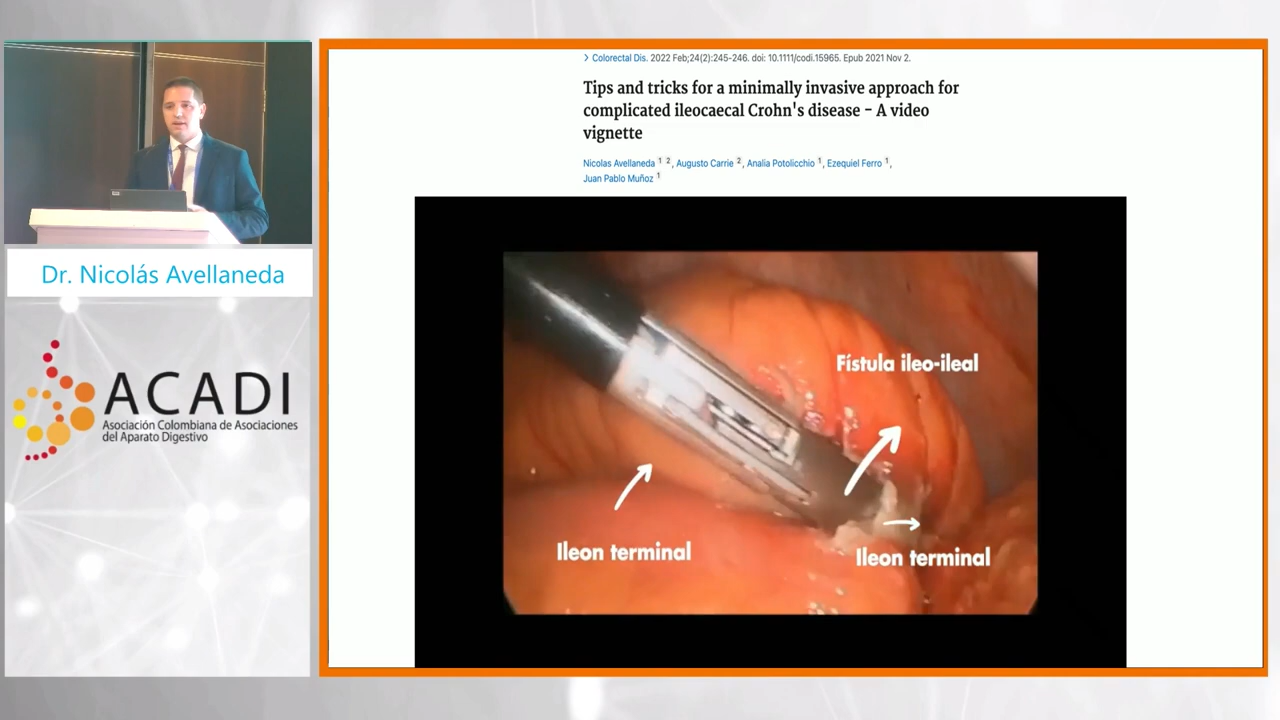 Dr. Nicolás Avellaneda
ACADI
Asociación Colombiana de Asociaciones
del Aparato Digestivo
Colorectal Dis. 2022 Feb;24(2):245-246. doi: 10.1111/codi.15965. Epub 2021 Nov 2.
Tips and tricks for a minimally invasive approach for
complicated ileocaecal Crohn's disease - A video
vignette
Nicolas Avellaneda 1 2, Augusto Carrie 2, Analia Potolicchio 1, Ezequiel Ferro 1,
Juan Pablo Muñoz 1
Fístula ileo-ileal
Ileon terminal
Ileon terminal